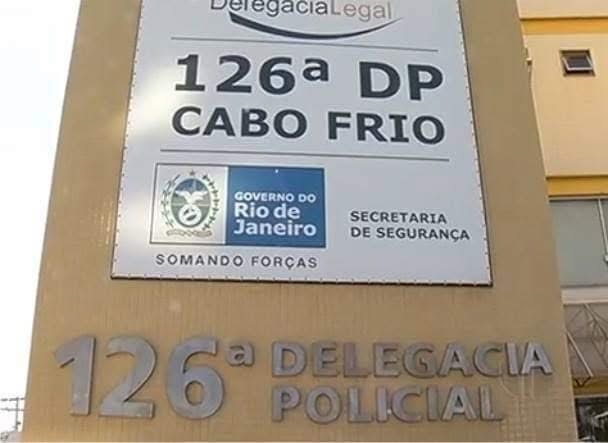 DelegaciaLegal
126ª DP
CABO FRIO
GOVERNO DO
Rio de
Janeiro
SOMANDO FORÇAS
SECRETARIA
DE SEGURANÇA
126ª DELEGACIA
POLICIAL